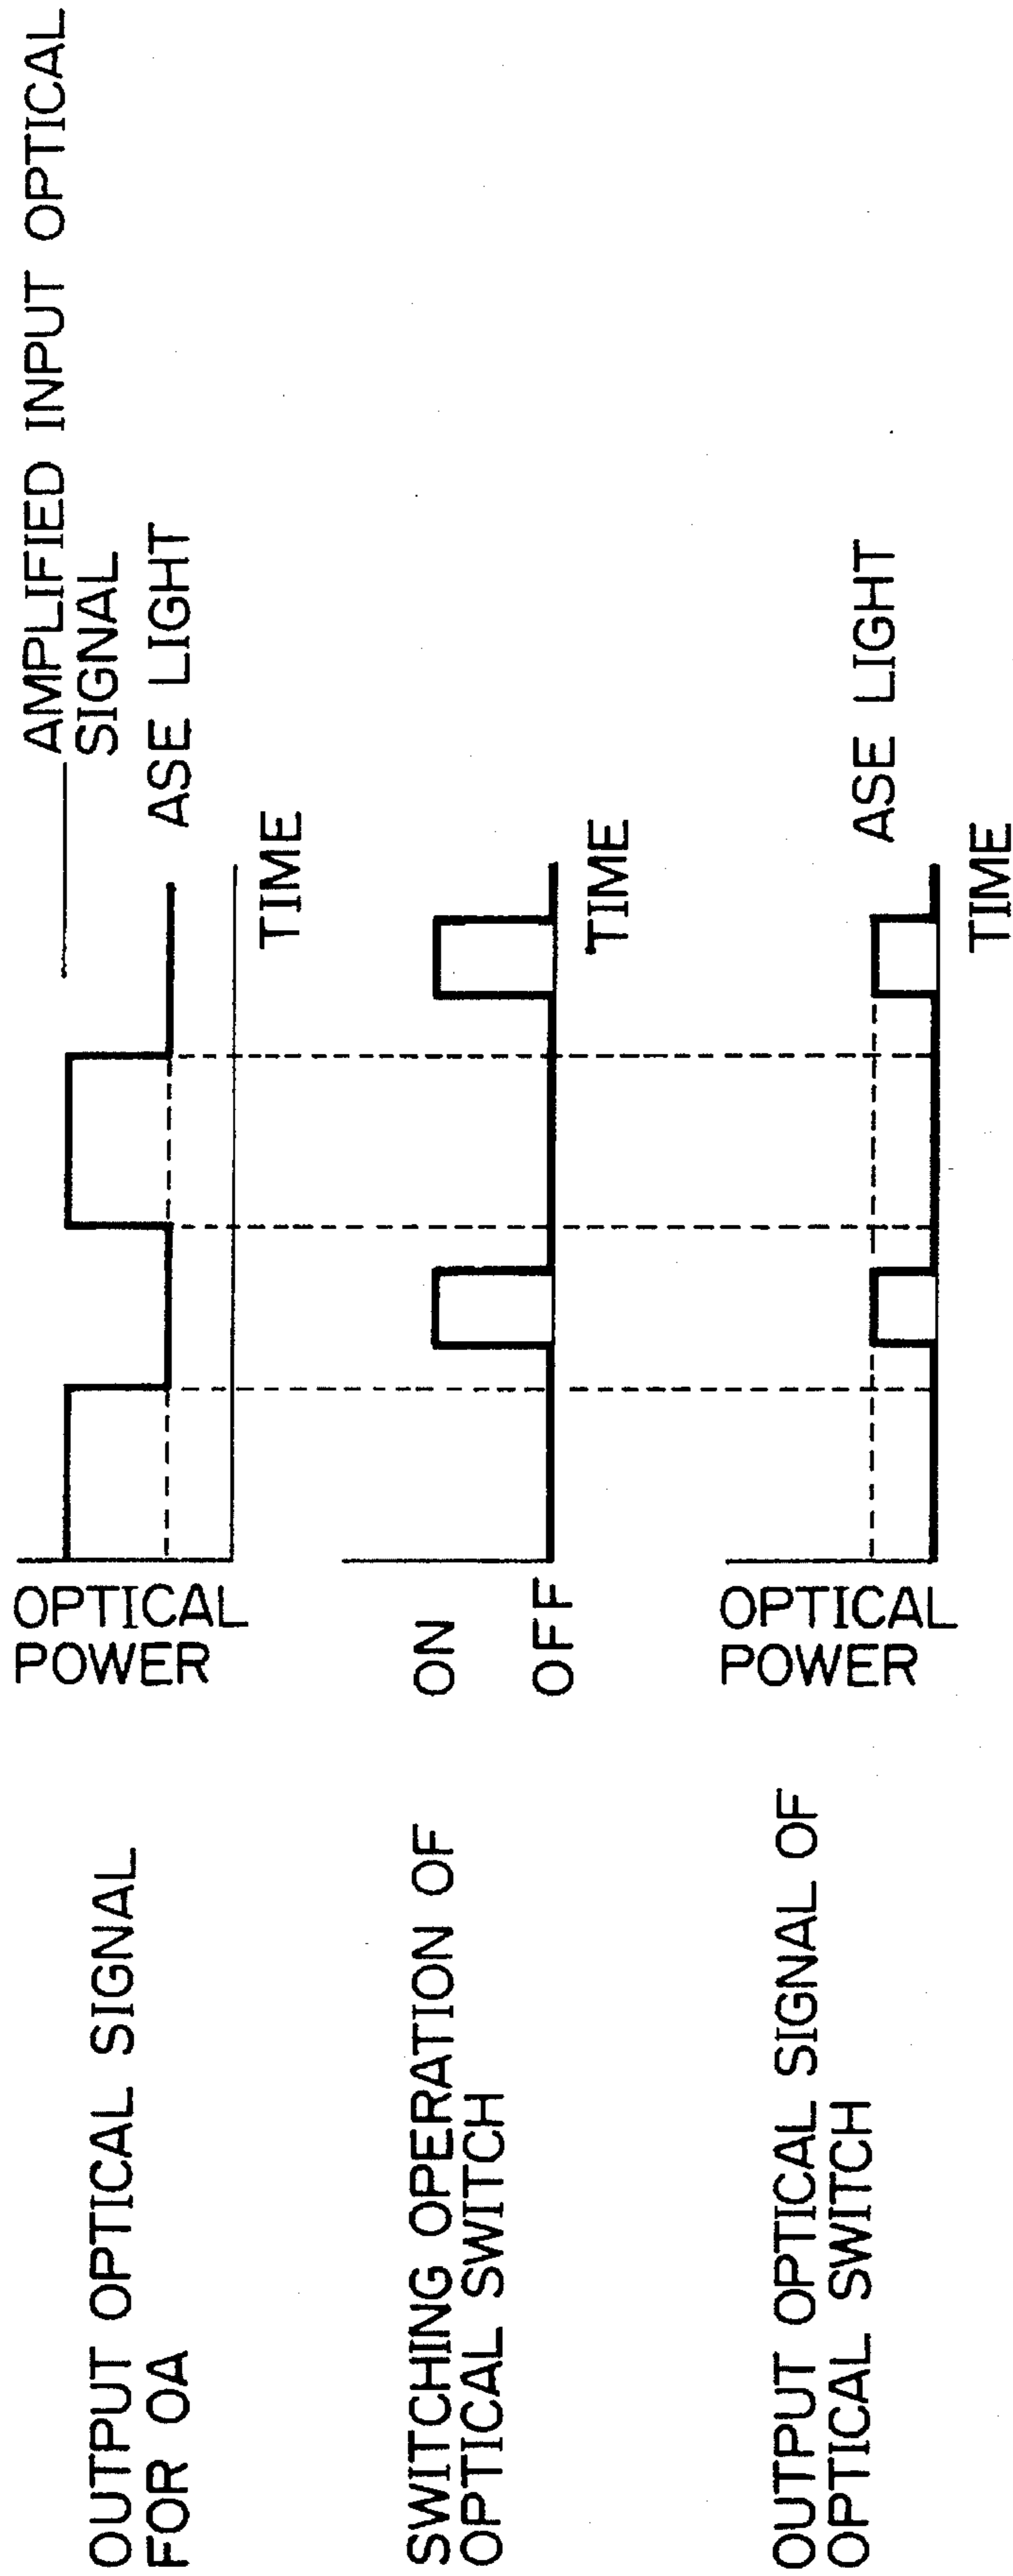 OUTPUT OPTICAL SIGNAL
FOR OA
OPTICAL
POWER
AMPLIFIED INPUT OPTICAL
SIGNAL
ASE LIGHT
TIME
SWITCHING OPERATION OF
OPTICAL SWITCH
ON
OFF
TIME
OUTPUT OPTICAL SIGNAL OF
OPTICAL SWITCH
OPTICAL
POWER
ASE LIGHT
TIME